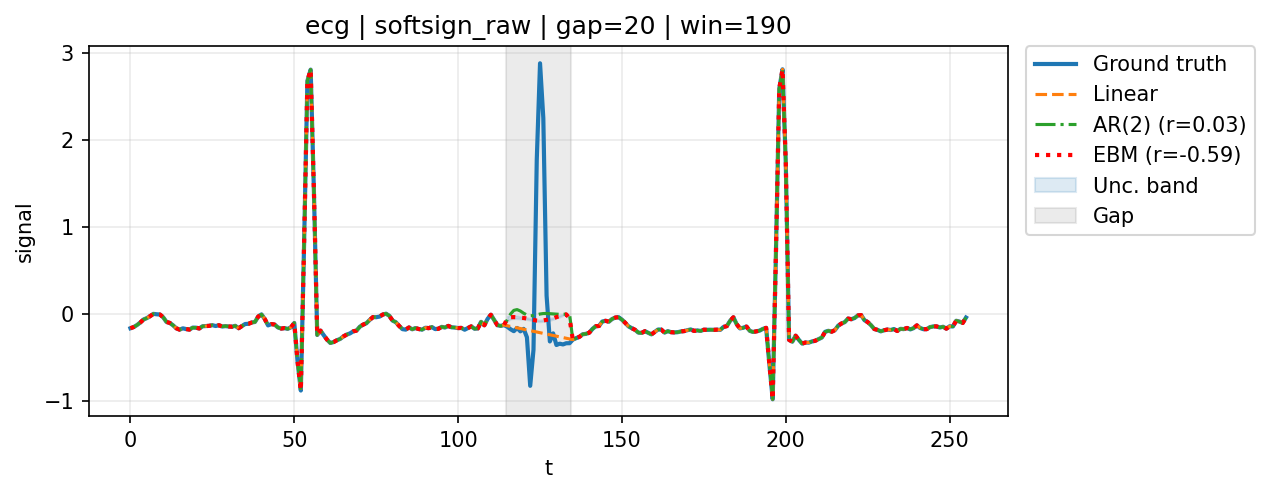 ecg | softsign_raw | gap=20 | win=190
3
2
1
0
−1
signal
0
50
100
150
200
250
t
Ground truth
Linear
AR(2) (r=0.03)
EBM (r=-0.59)
Unc. band
Gap